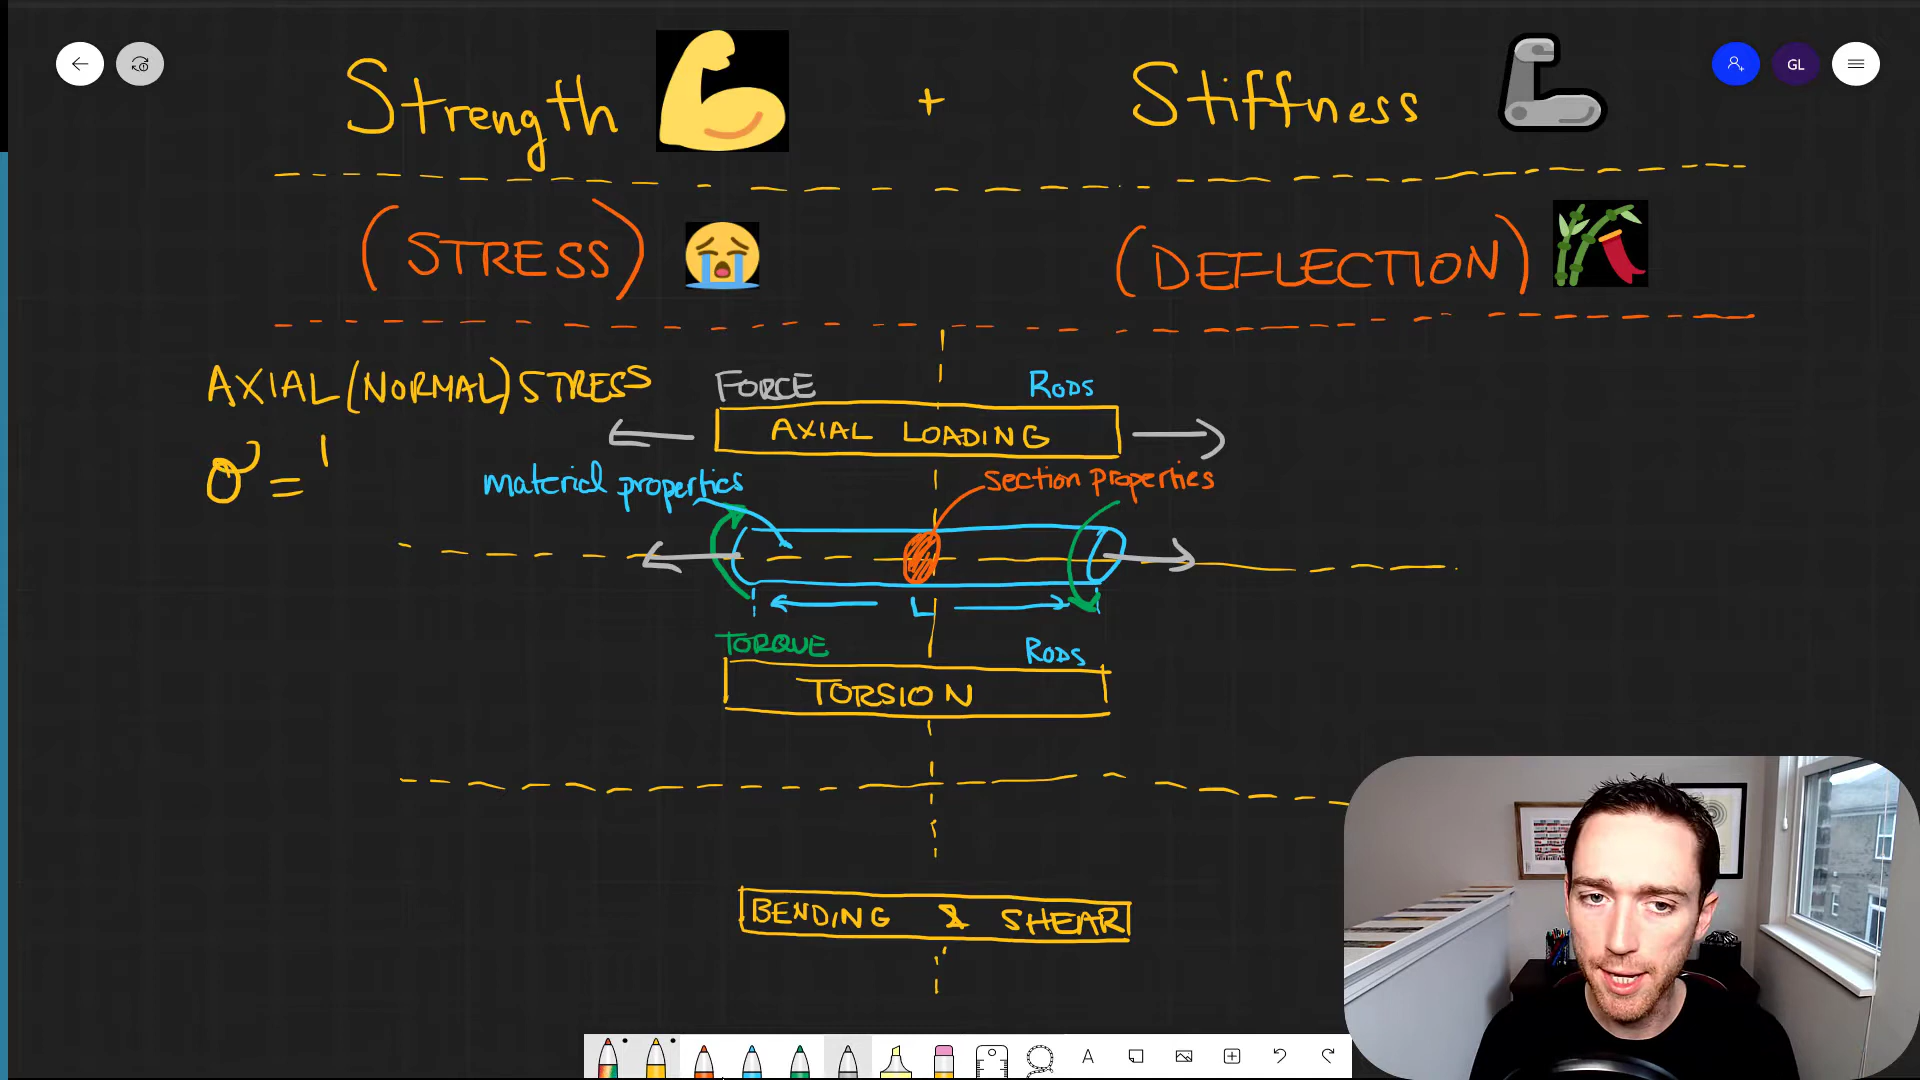 Strength + Stiffness
GL
(STRESS) (DEFLECTION)
AXIAL (NORMAL) STRESS
FORCE RODS
AXIAL LOADING
σ =
material properties
section properties
L
TORQUE RODS
TORSION
BENDING & SHEAR
A